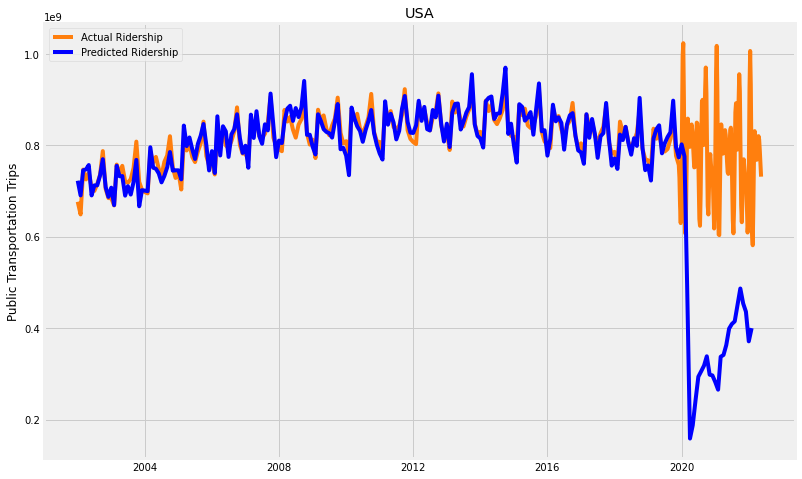 USA
1e9
Actual Ridership
Predicted Ridership
Public Transportation Trips
1.0
0.8
0.6
0.4
0.2
2004
2008
2012
2016
2020